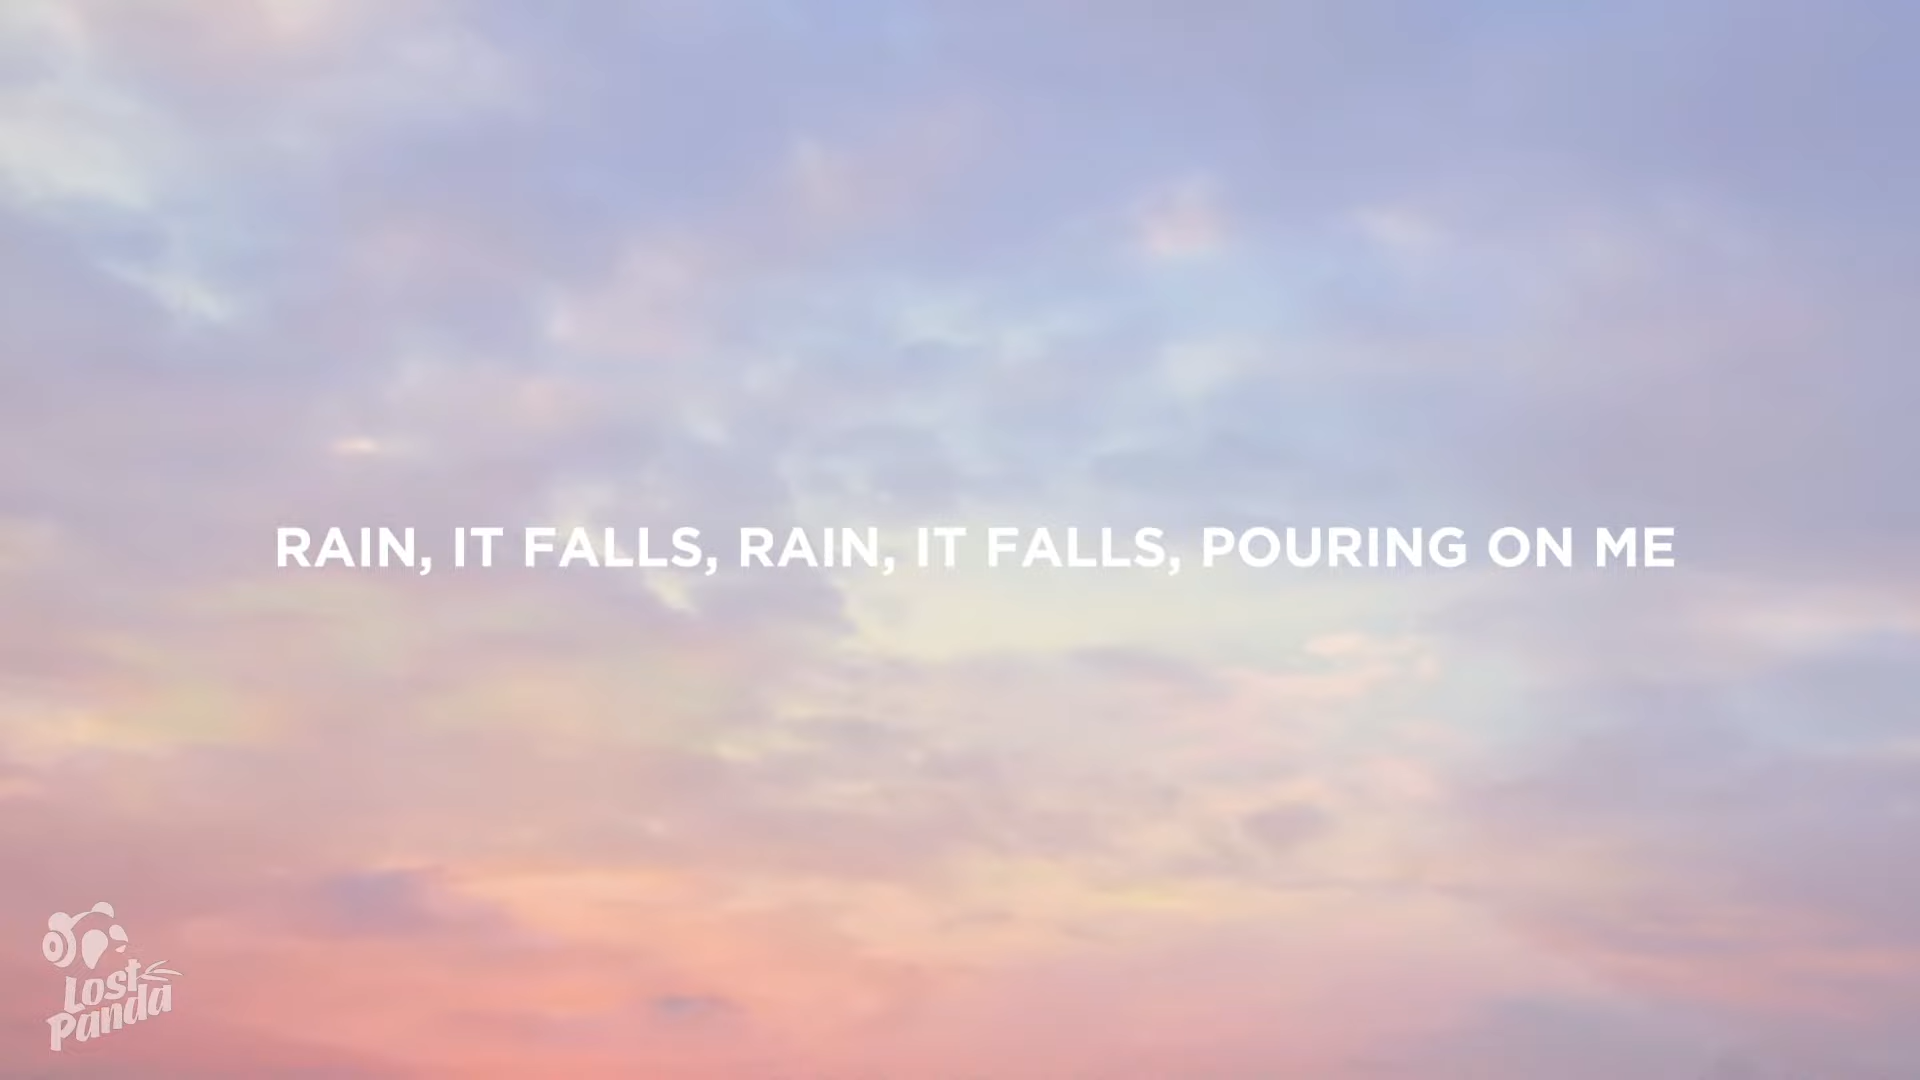 RAIN, IT FALLS, RAIN, IT FALLS, POURING ON ME
Lost
Panda